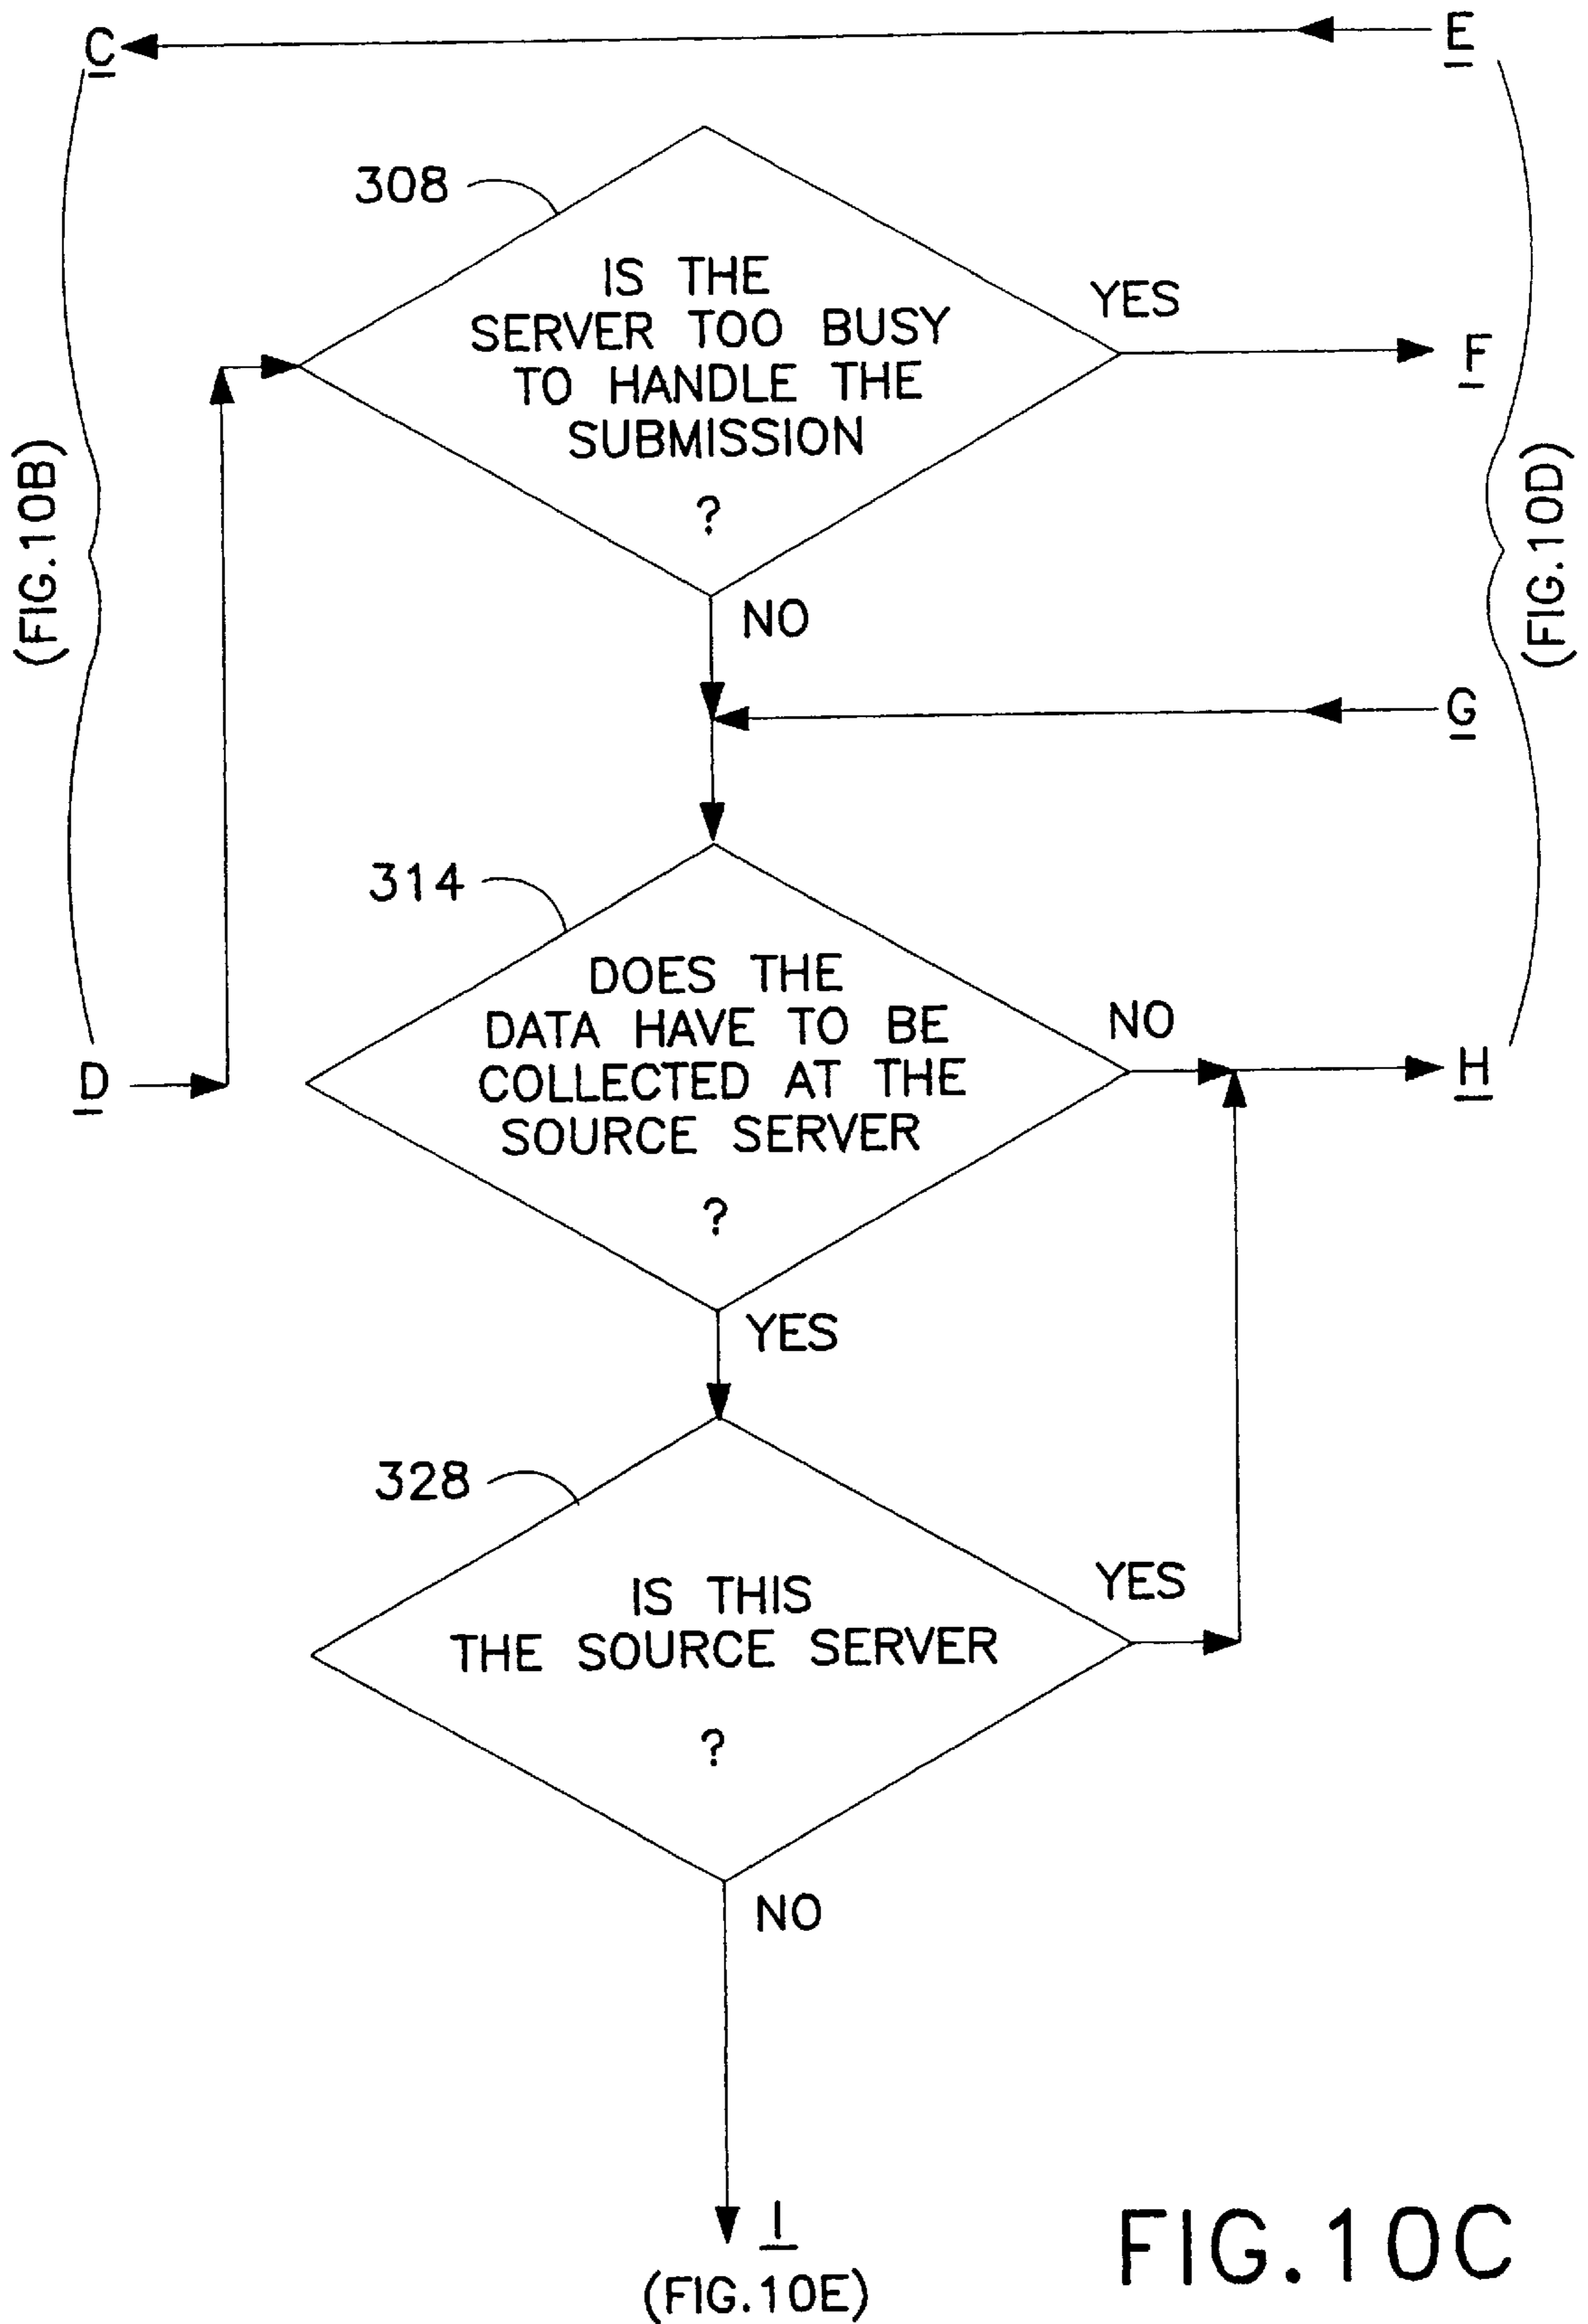 C
E
308
IS THE
SERVER TOO BUSY
TO HANDLE THE
SUBMISSION
?
YES
F
(FIG.10B)
(FIG.10D)
NO
G
314
DOES THE
DATA HAVE TO BE
COLLECTED AT THE
SOURCE SERVER
?
NO
D
H
YES
328
IS THIS
THE SOURCE SERVER
?
YES
NO
I
(FIG.10E)
FIG.10C